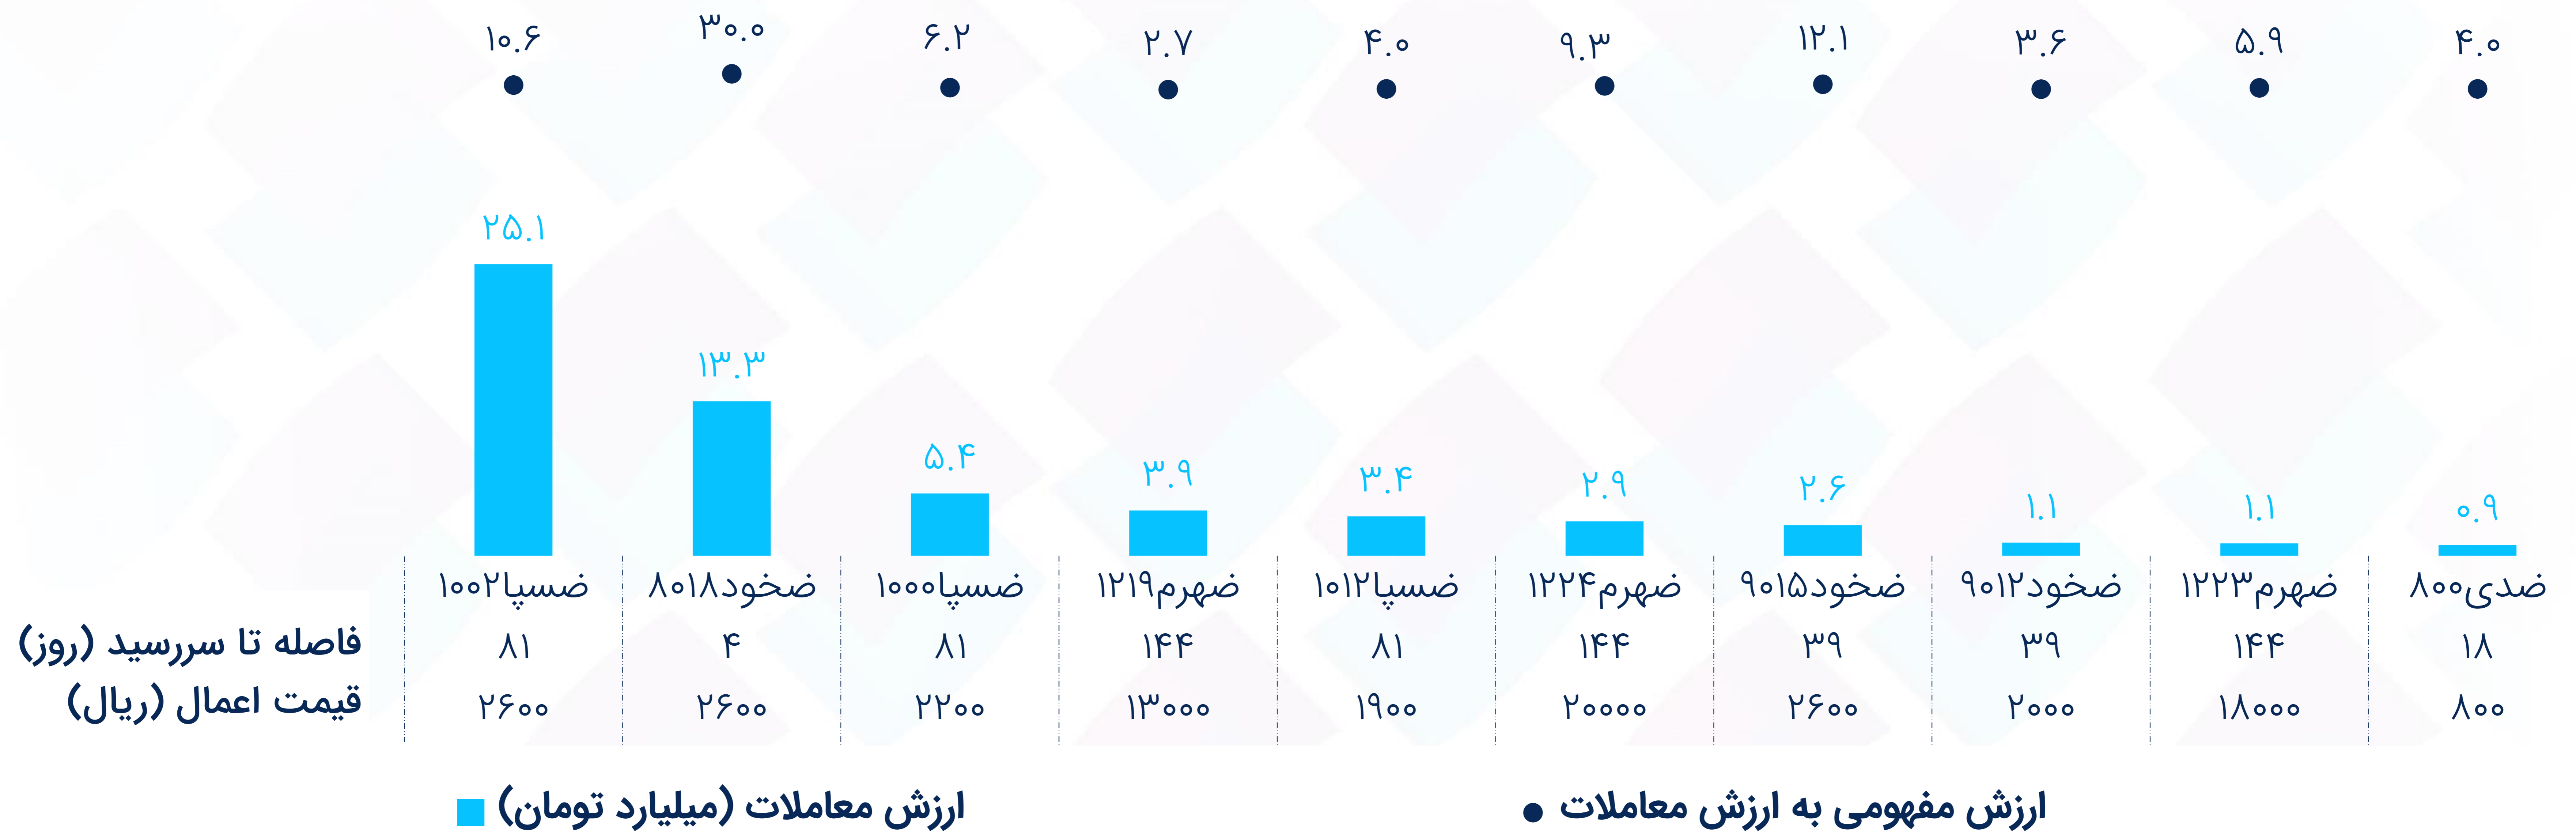 ۱۰.۶ ۳۰.۰ ۶.۲ ۲.۷ ۴.۰ ۹.۳ ۱۲.۱ ۳.۶ ۵.۹ ۴.۰
۲۵.۱ ۱۳.۳ ۵.۴ ۳.۹ ۳.۴ ۲.۹ ۲.۶ ۱.۱ ۱.۱ ۰.۹
ضسپا۱۰۰۲ ضخود۸۰۱۸ ضسپا۱۰۰۰ ضهرم۱۲۱۹ ضسپا۱۰۱۲ ضهرم۱۲۲۴ ضخود۹۰۱۵ ضخود۹۰۱۲ ضهرم۱۲۲۳ ضدی۸۰۰
فاصله تا سررسید (روز) ۸۱ ۴ ۸۱ ۱۴۴ ۸۱ ۱۴۴ ۳۹ ۳۹ ۱۴۴ ۱۸
قیمت اعمال (ریال) ۲۶۰۰ ۲۶۰۰ ۲۲۰۰ ۱۳۰۰۰ ۱۹۰۰ ۲۰۰۰۰ ۲۶۰۰ ۲۰۰۰ ۱۸۰۰۰ ۸۰۰
ارزش معاملات (میلیارد تومان) ارزش مفهومی به ارزش معاملات